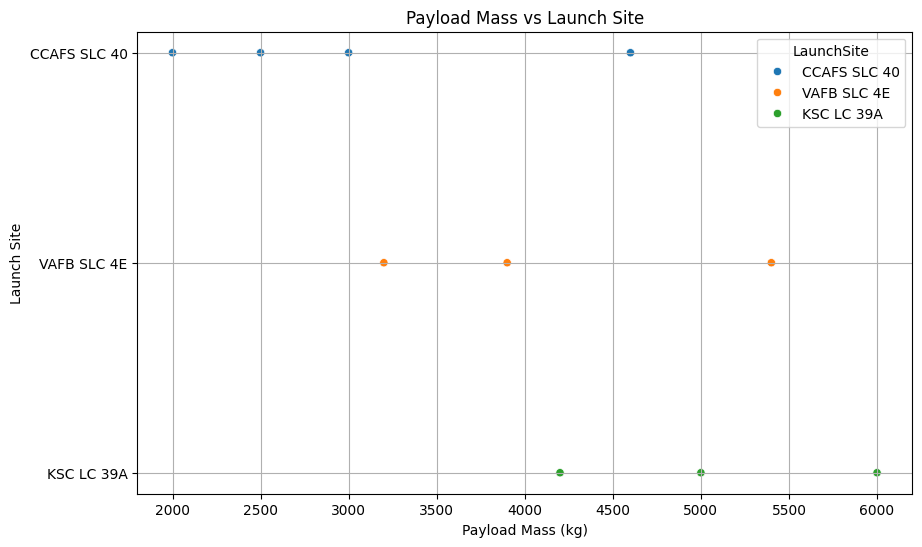 Payload Mass vs Launch Site
CCAFS SLC 40
VAFB SLC 4E
KSC LC 39A
Launch Site
LaunchSite
CCAFS SLC 40
VAFB SLC 4E
KSC LC 39A
2000 2500 3000 3500 4000 4500 5000 5500 6000
Payload Mass (kg)